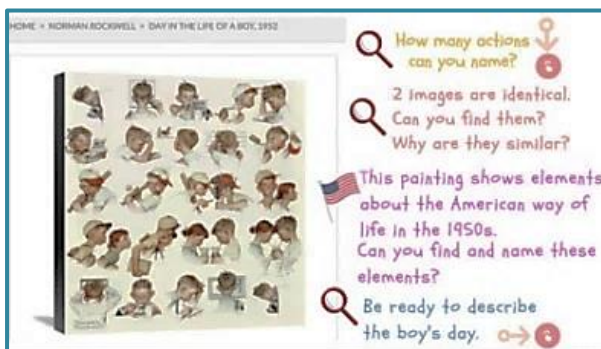 HOME » NORMAN ROCKWELL » DAY IN THE LIFE OF A BOY, 1952
How many actions
can you name?
2 images are identical.
Can you find them?
Why are they similar?
This painting shows elements
about the American way of
life in the 1950s.
Can you find and name these
elements?
Be ready to describe
the boy's day.